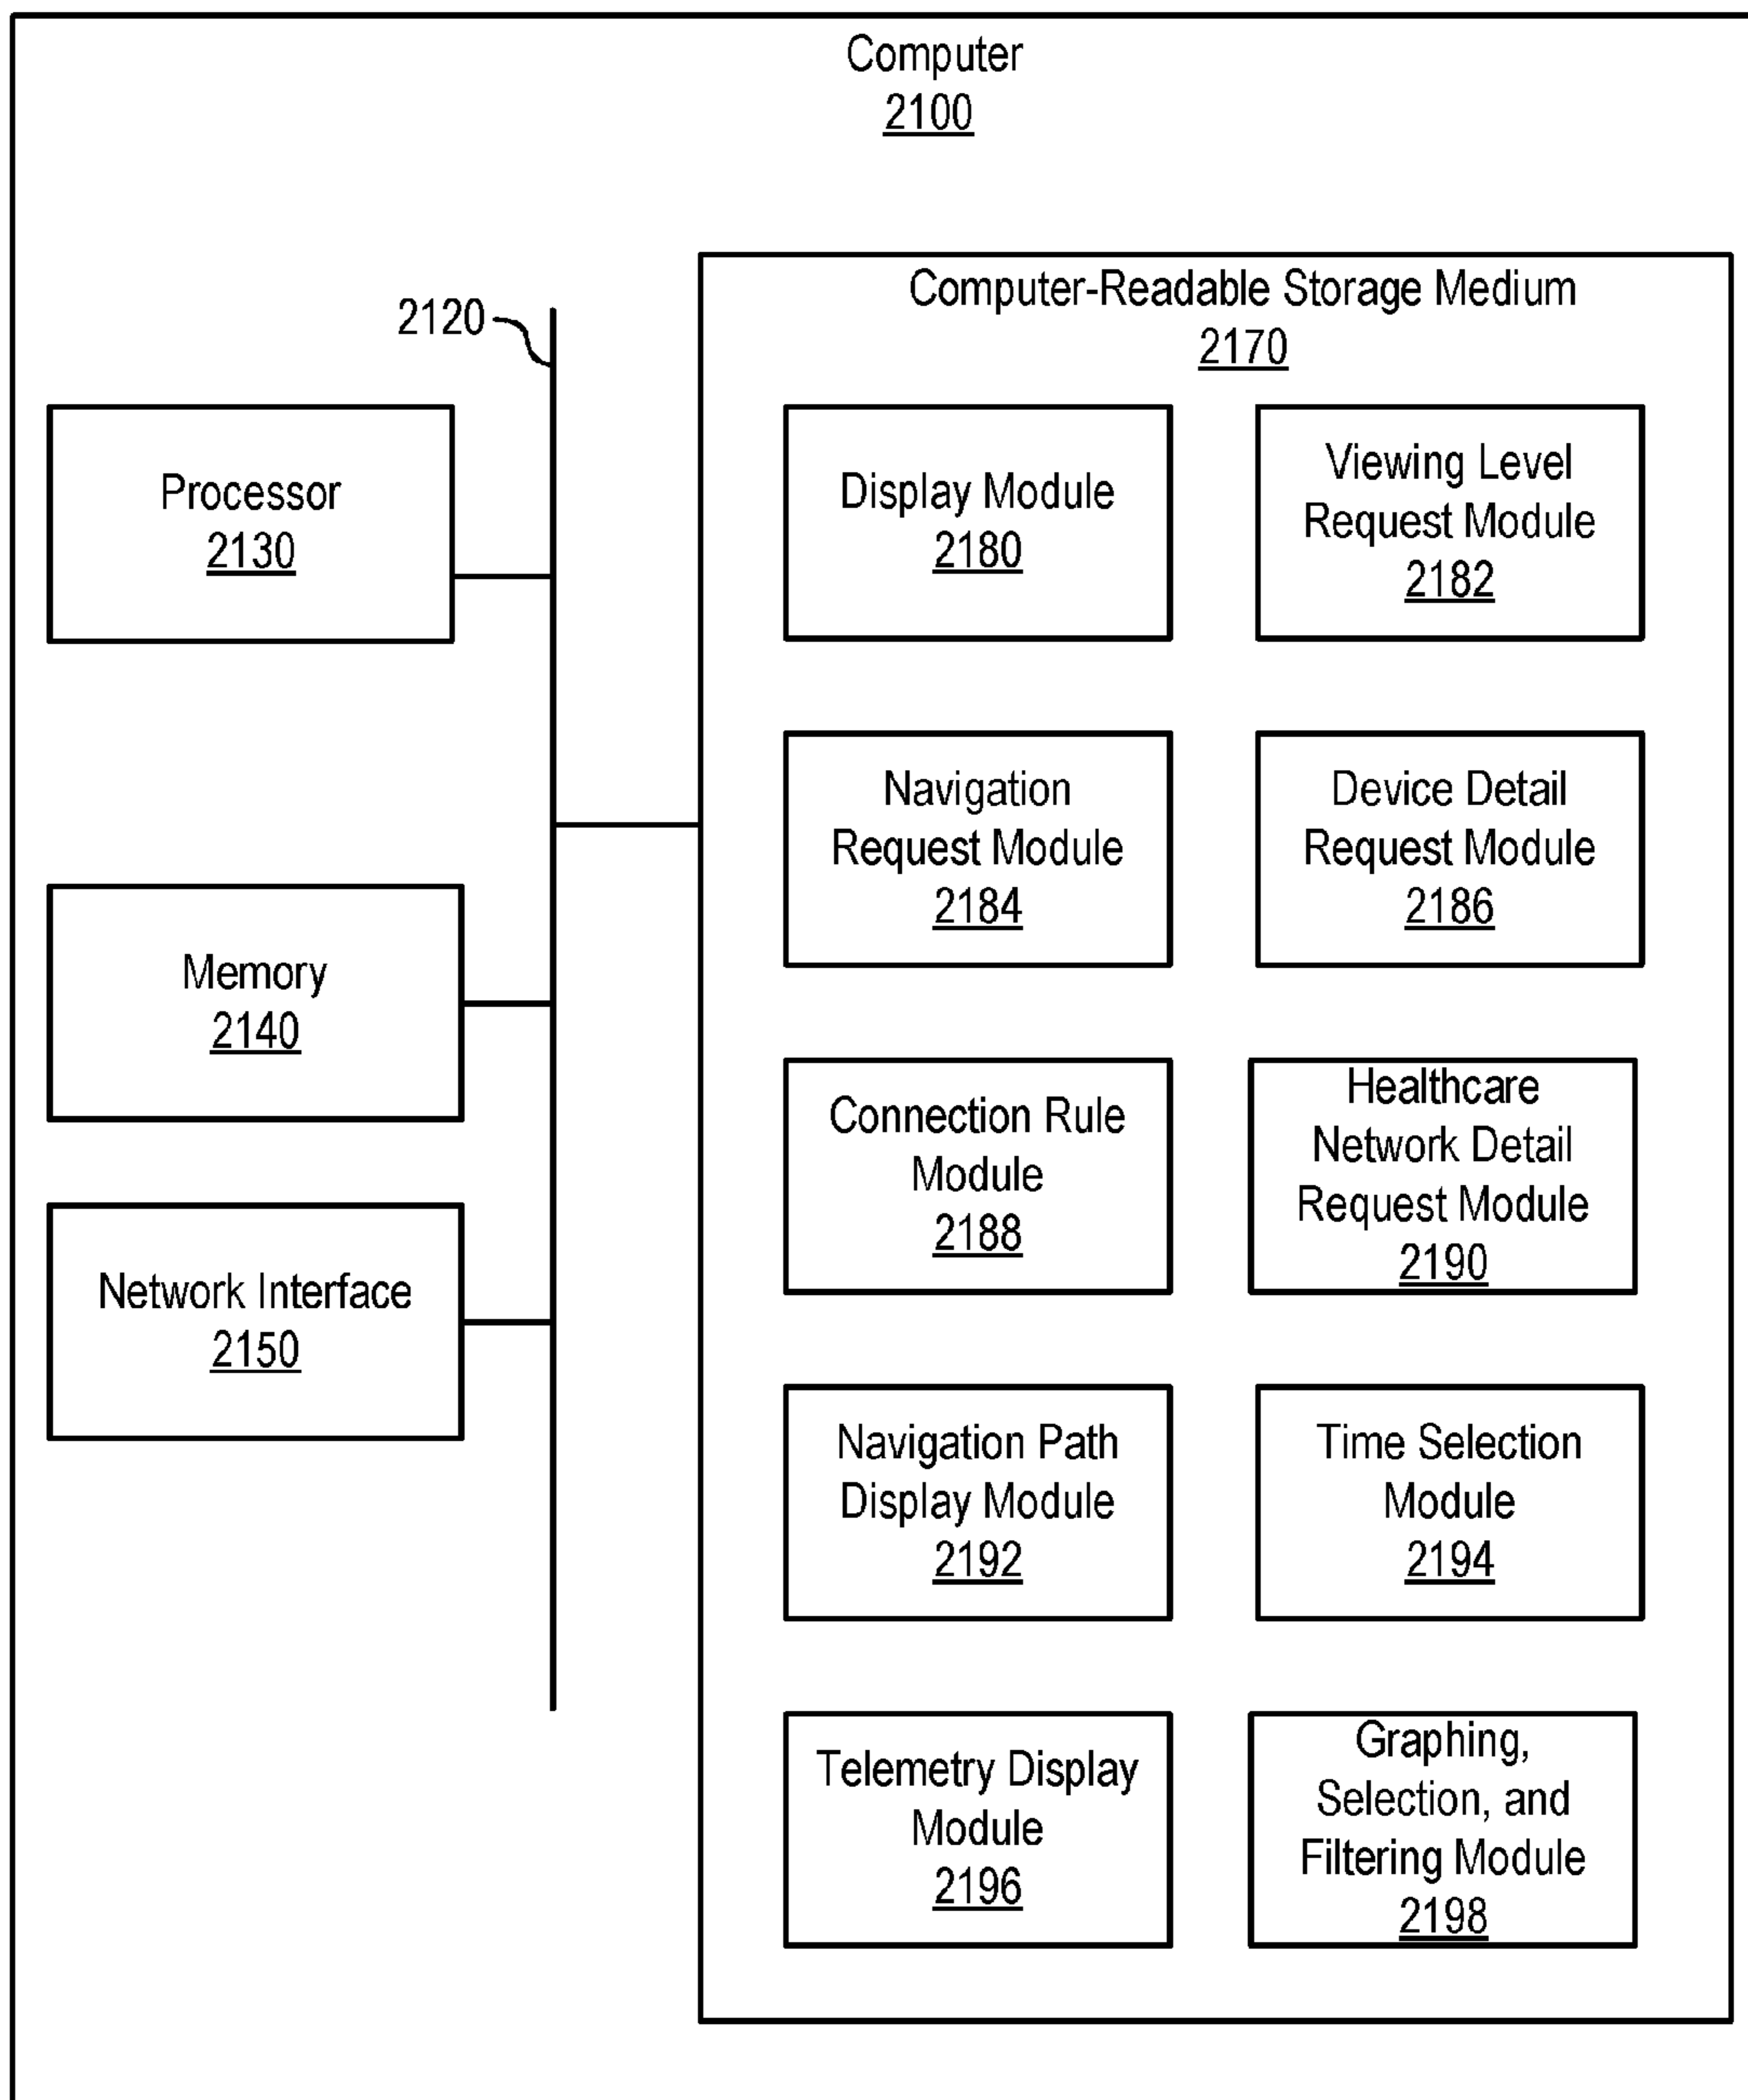 Computer
2100
2120
Processor
2130
Memory
2140
Network Interface
2150
Computer-Readable Storage Medium
2170
Display Module
2180
Viewing Level
Request Module
2182
Navigation
Request Module
2184
Device Detail
Request Module
2186
Connection Rule
Module
2188
Healthcare
Network Detail
Request Module
2190
Navigation Path
Display Module
2192
Time Selection
Module
2194
Telemetry Display
Module
2196
Graphing,
Selection, and
Filtering Module
2198